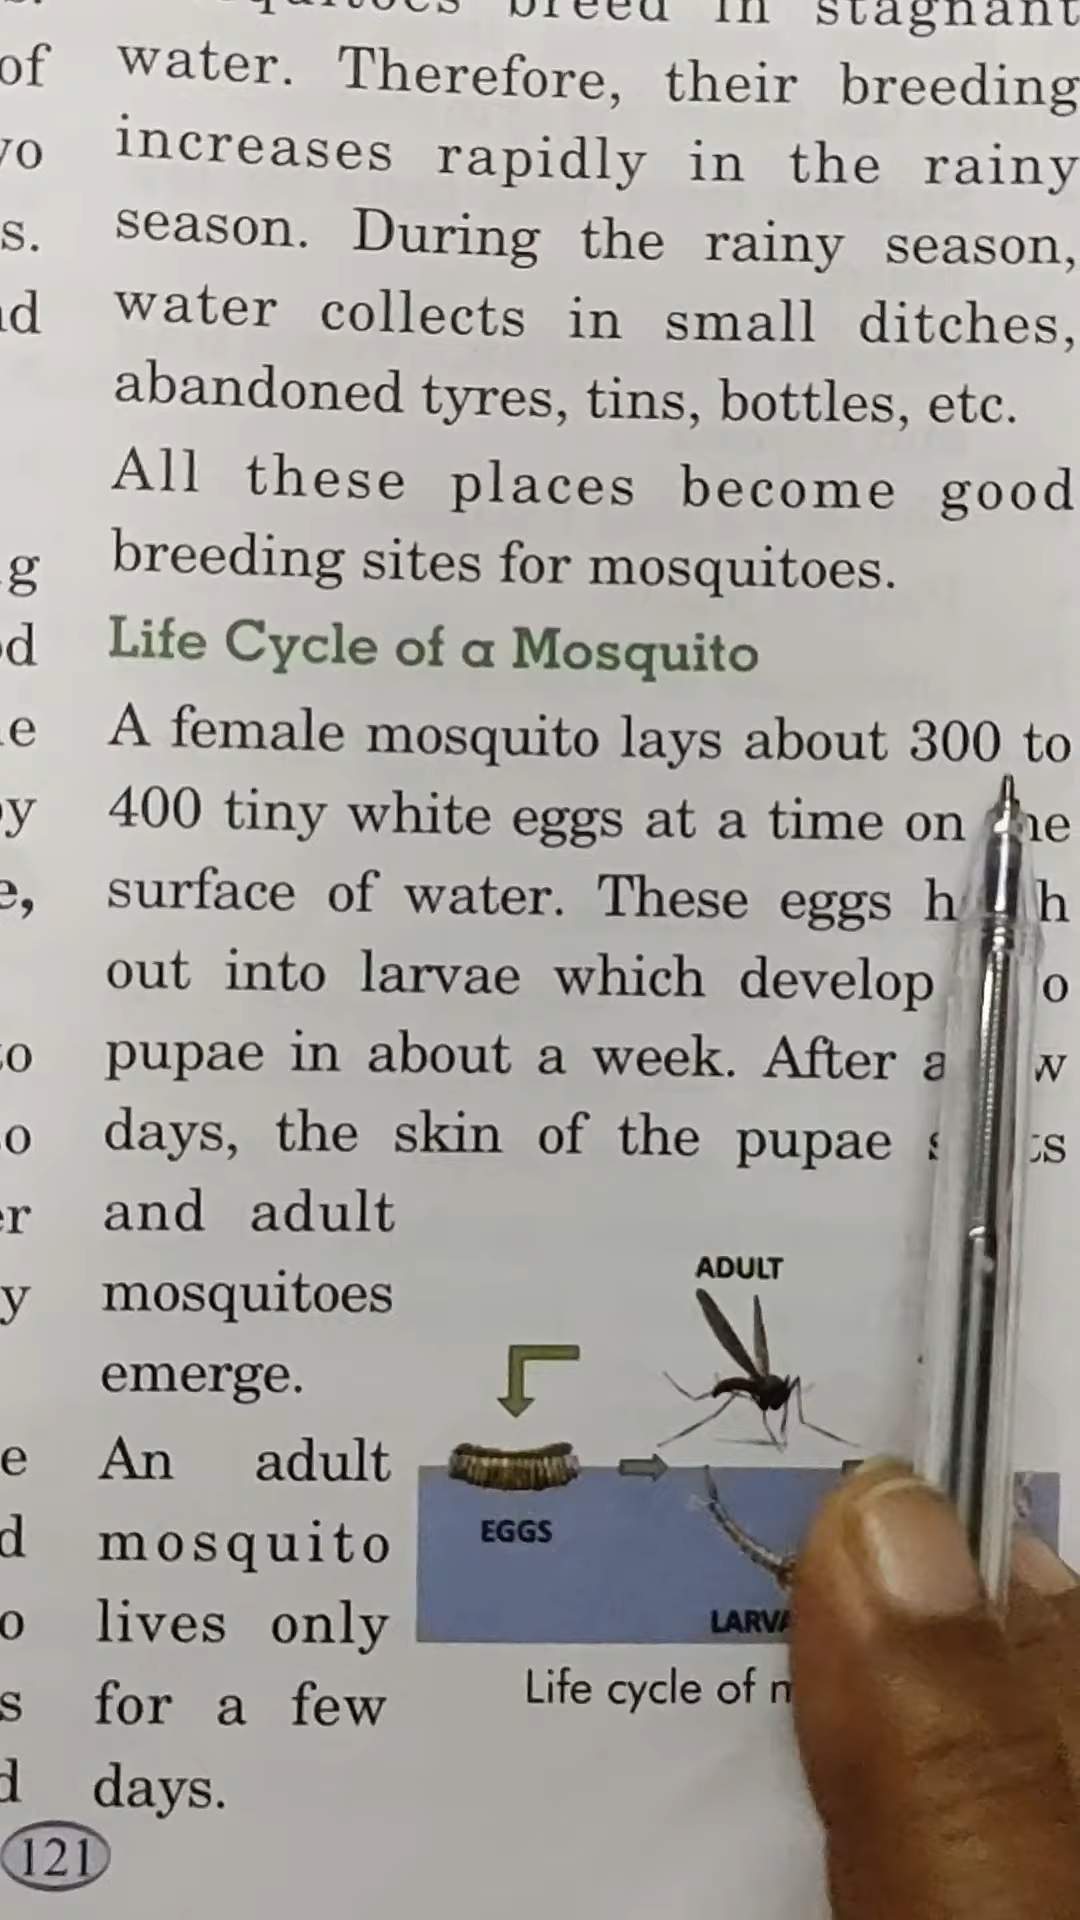 breed in stagnant
of water. Therefore, their breeding
increases rapidly in the rainy
s. season. During the rainy season,
water collects in small ditches,
abandoned tyres, tins, bottles, etc.
All these places become good
breeding sites for mosquitoes.
Life Cycle of a Mosquito
A female mosquito lays about 300 to
400 tiny white eggs at a time on
surface of water. These eggs
out into larvae which develop
pupae in about a week. After a
days, the skin of the pupae
and adult
mosquitoes
emerge.
An adult
mosquito
lives only
for a few
days.
ADULT
EGGS
Life cycle of
121